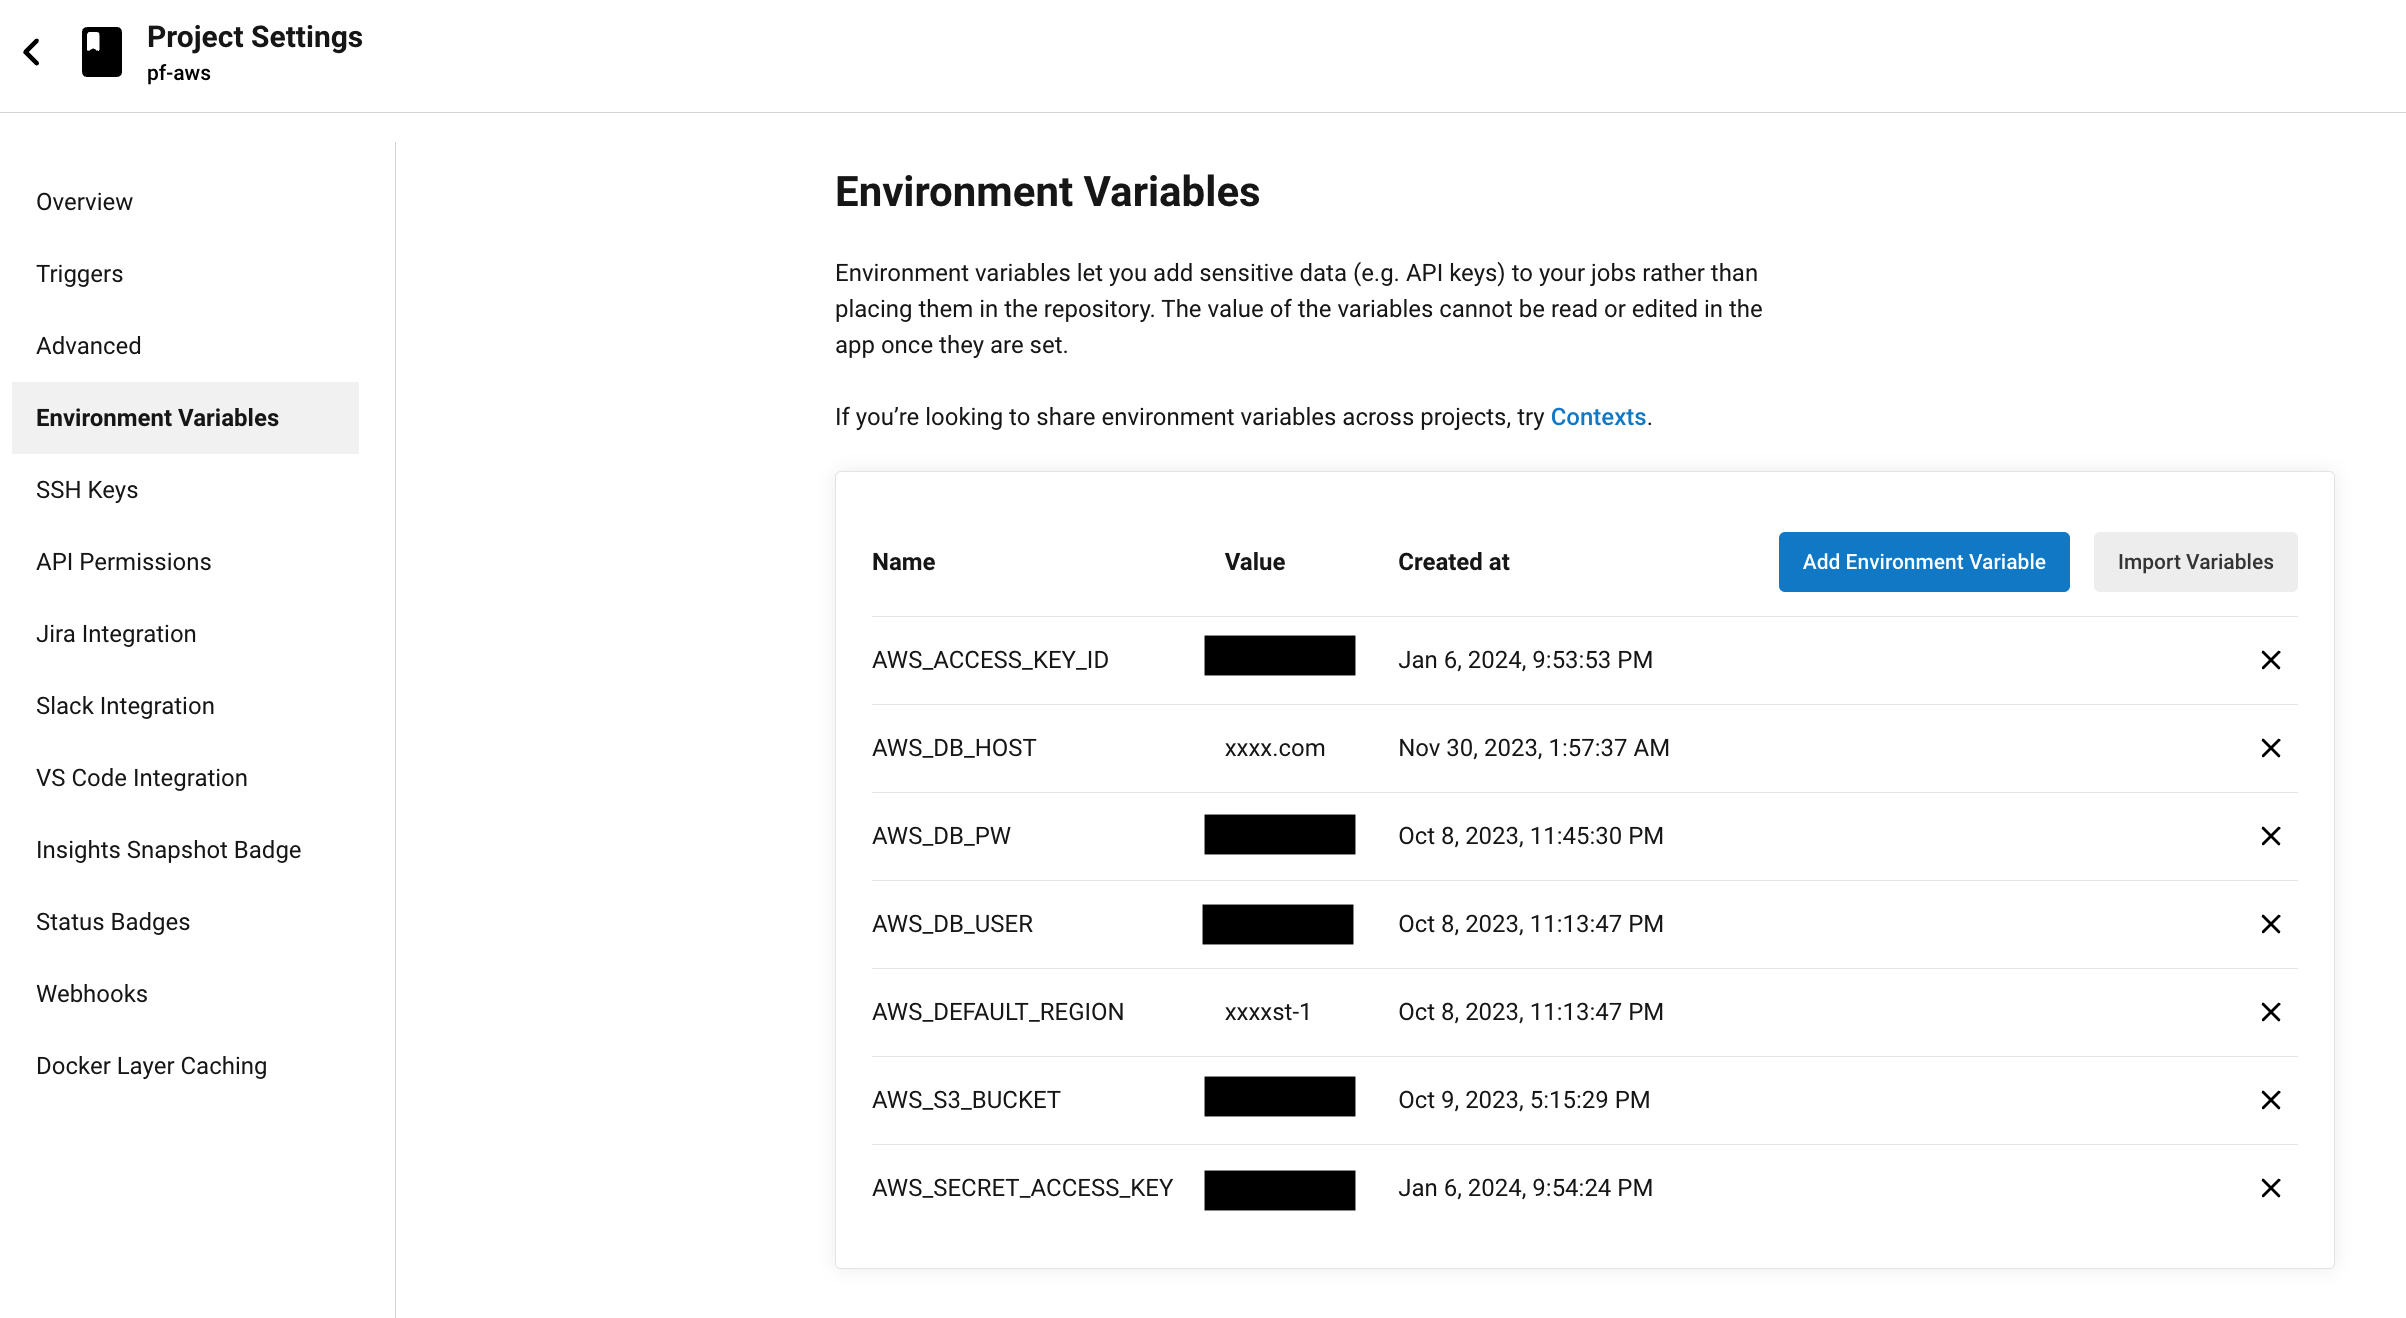 Project Settings
pf-aws
Overview
Triggers
Advanced
Environment Variables
SSH Keys
API Permissions
Jira Integration
Slack Integration
VS Code Integration
Insights Snapshot Badge
Status Badges
Webhooks
Docker Layer Caching
Environment Variables
Environment variables let you add sensitive data (e.g. API keys) to your jobs rather than
placing them in the repository. The value of the variables cannot be read or edited in the
app once they are set.
If you’re looking to share environment variables across projects, try Contexts.
Name Value Created at Add Environment Variable Import Variables
AWS_ACCESS_KEY_ID Jan 6, 2024, 9:53:53 PM
AWS_DB_HOST xxxx.com Nov 30, 2023, 1:57:37 AM
AWS_DB_PW Oct 8, 2023, 11:45:30 PM
AWS_DB_USER Oct 8, 2023, 11:13:47 PM
AWS_DEFAULT_REGION xxxxst-1 Oct 8, 2023, 11:13:47 PM
AWS_S3_BUCKET Oct 9, 2023, 5:15:29 PM
AWS_SECRET_ACCESS_KEY Jan 6, 2024, 9:54:24 PM